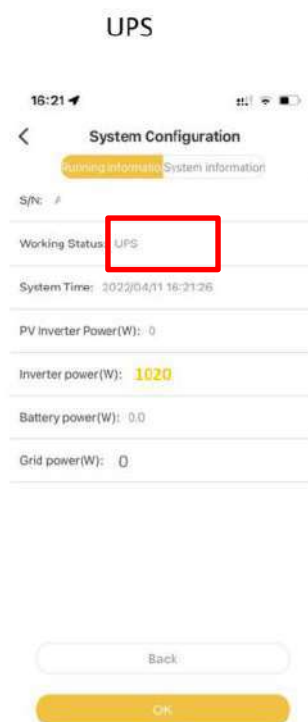 UPS
16:21
System Configuration
Running informatio System information
S/N:
Working Status: UPS
System Time: 2022/04/11 16:21:26
PV Inverter Power(W): 0
Inverter power(W): 1020
Battery power(W): 0.0
Grid power(W): 0
Back
OK